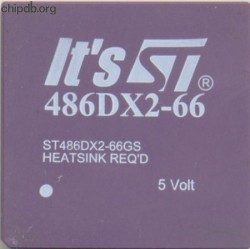 chipdb.org
It's ST®
486DX2-66
ST486DX2-66GS
HEATSINK REQ'D
5 Volt